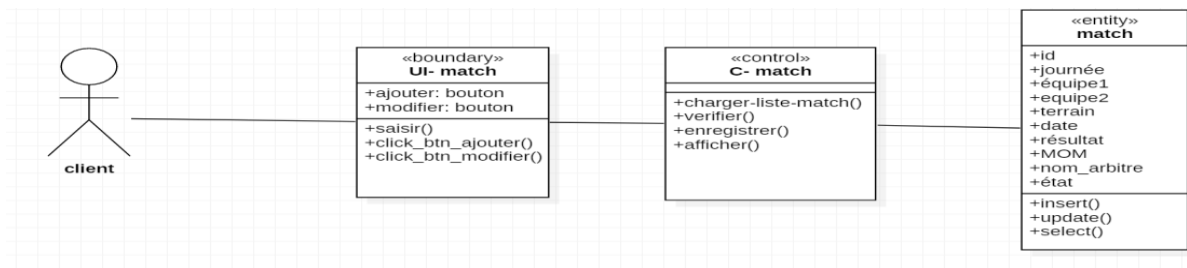 client
«boundary»
UI- match
+ajouter: bouton
+modifier: bouton
+saisir()
+click_btn_ajouter()
+click_btn_modifier()
«control»
C- match
+charger-liste-match()
+verifier()
+enregistrer()
+afficher()
«entity»
match
+id
+journée
+équipe1
+equipe2
+terrain
+date
+résultat
+MOM
+nom_arbitre
+état
+insert()
+update()
+select()